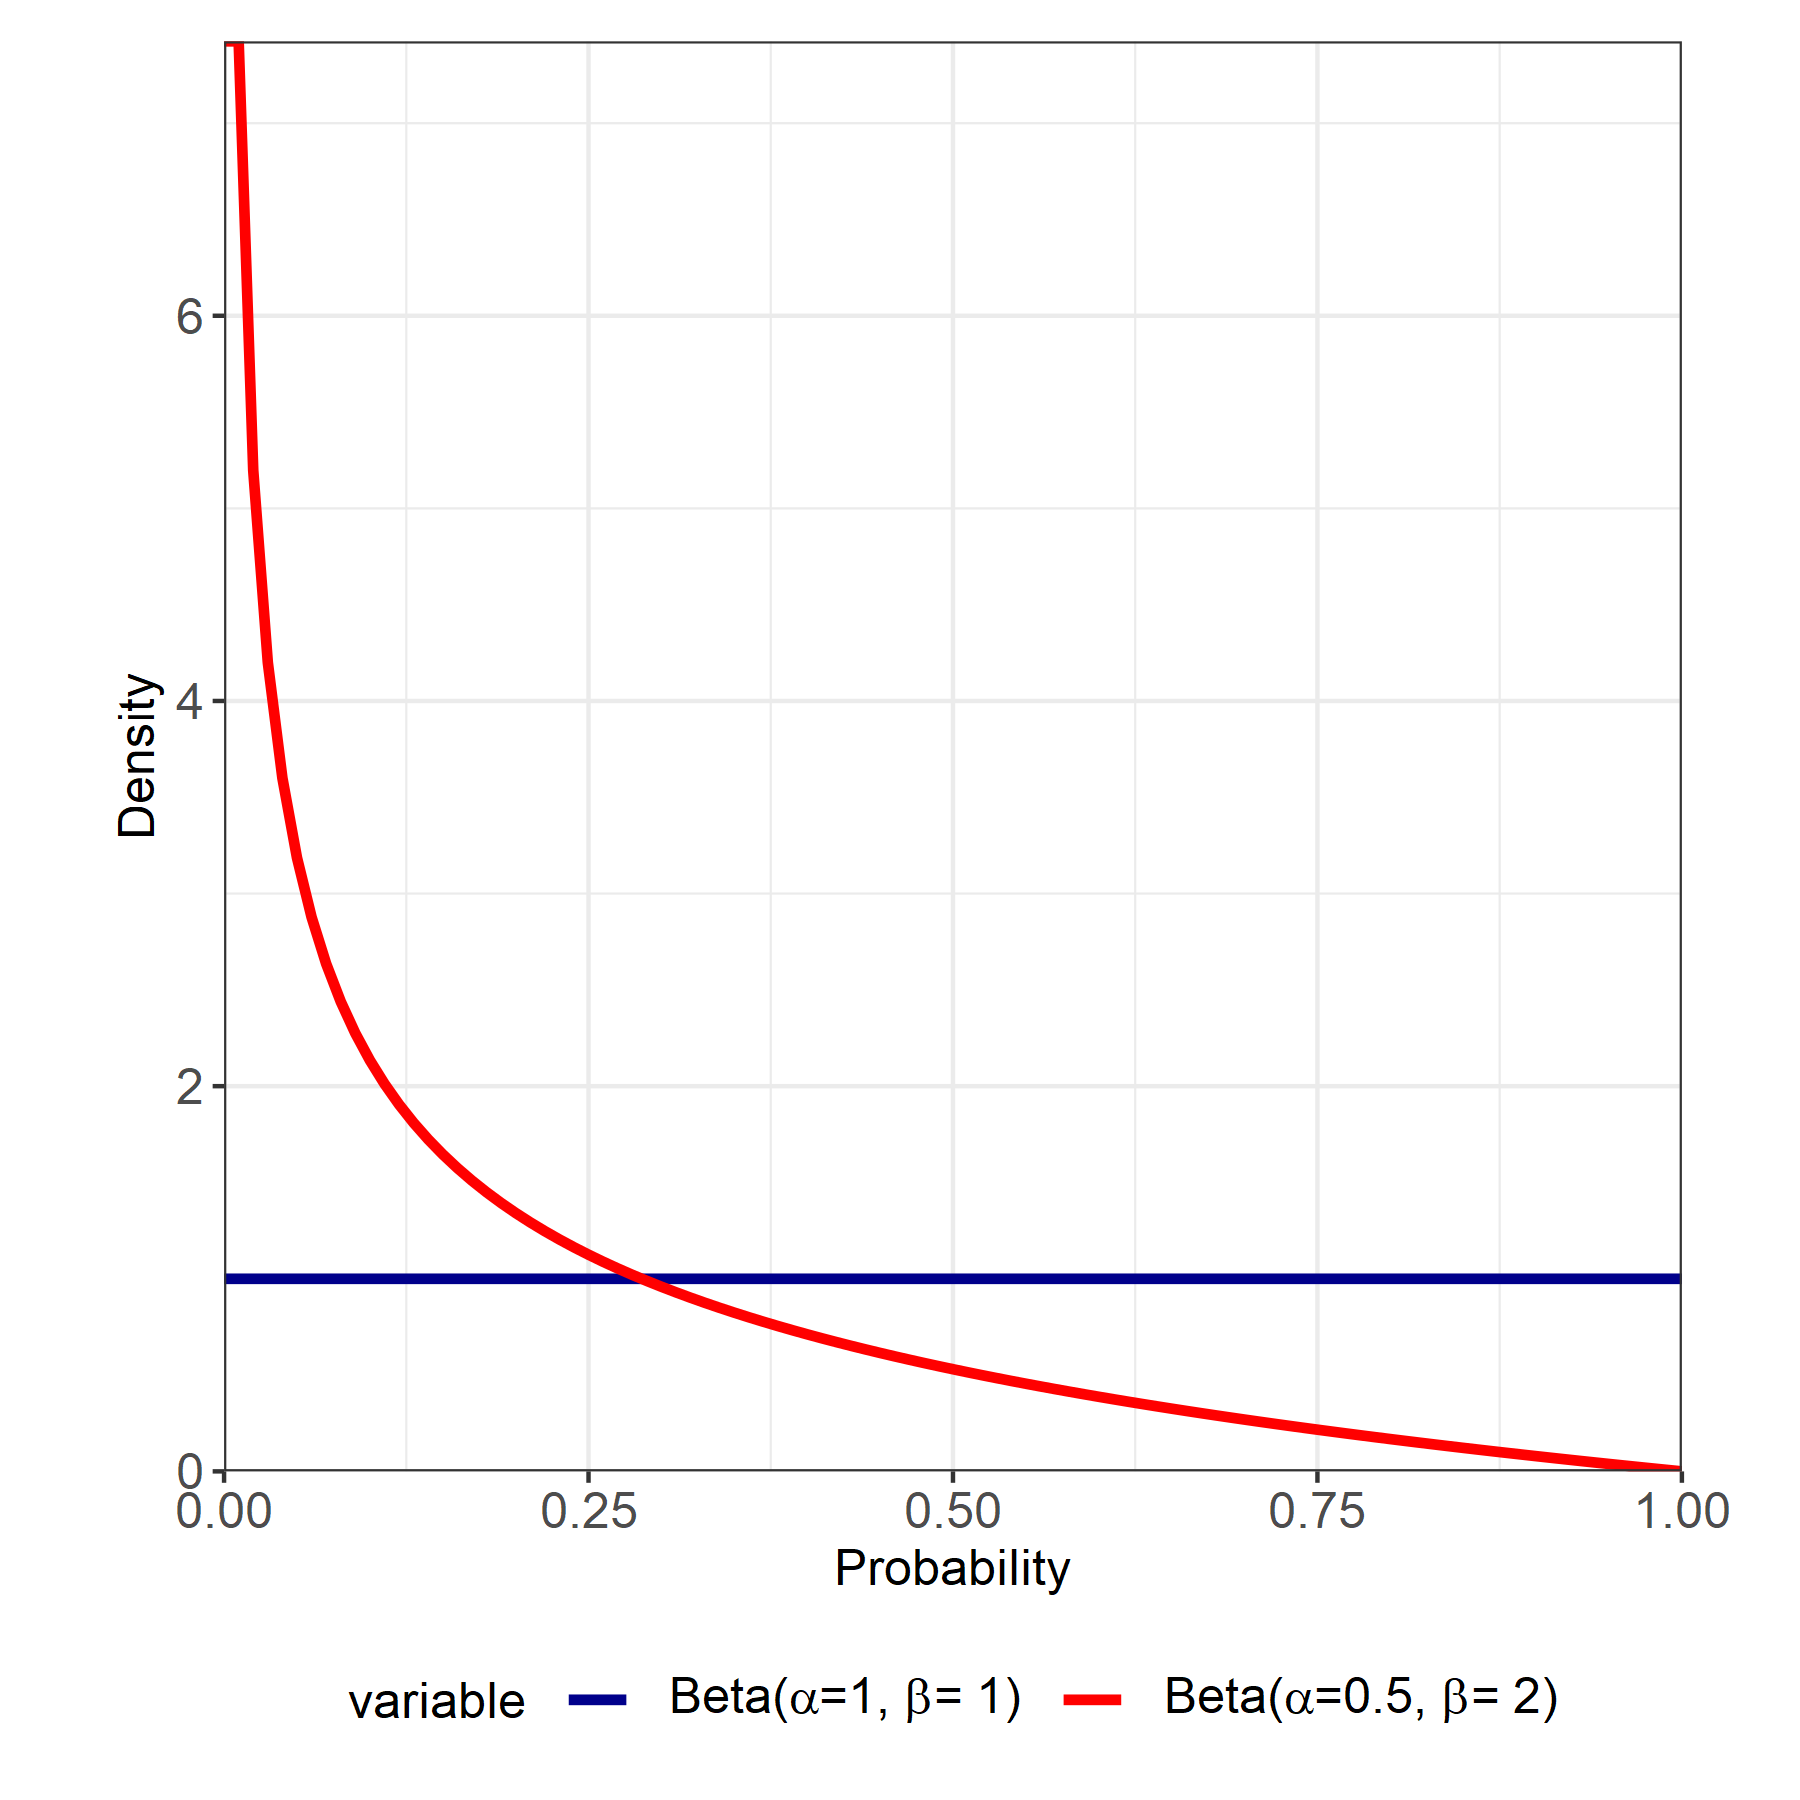 6
4
2
0
Density
0.00 0.25 0.50 0.75 1.00
Probability
variable Beta(α=1, β= 1) Beta(α=0.5, β= 2)